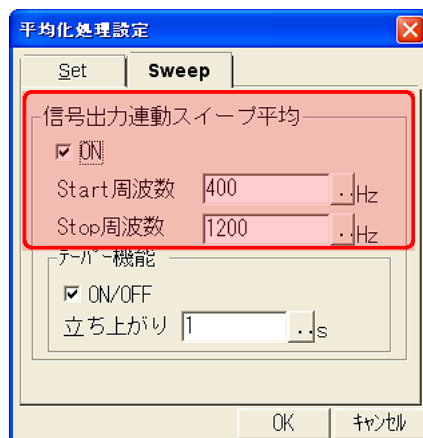 平均化処理設定
Set Sweep
信号出力連動スイープ平均
ON
Start周波数 400 ..Hz
Stop周波数 1200 ..Hz
テーパー機能
ON/OFF
立ち上がり 1 ..s
OK キャンセル